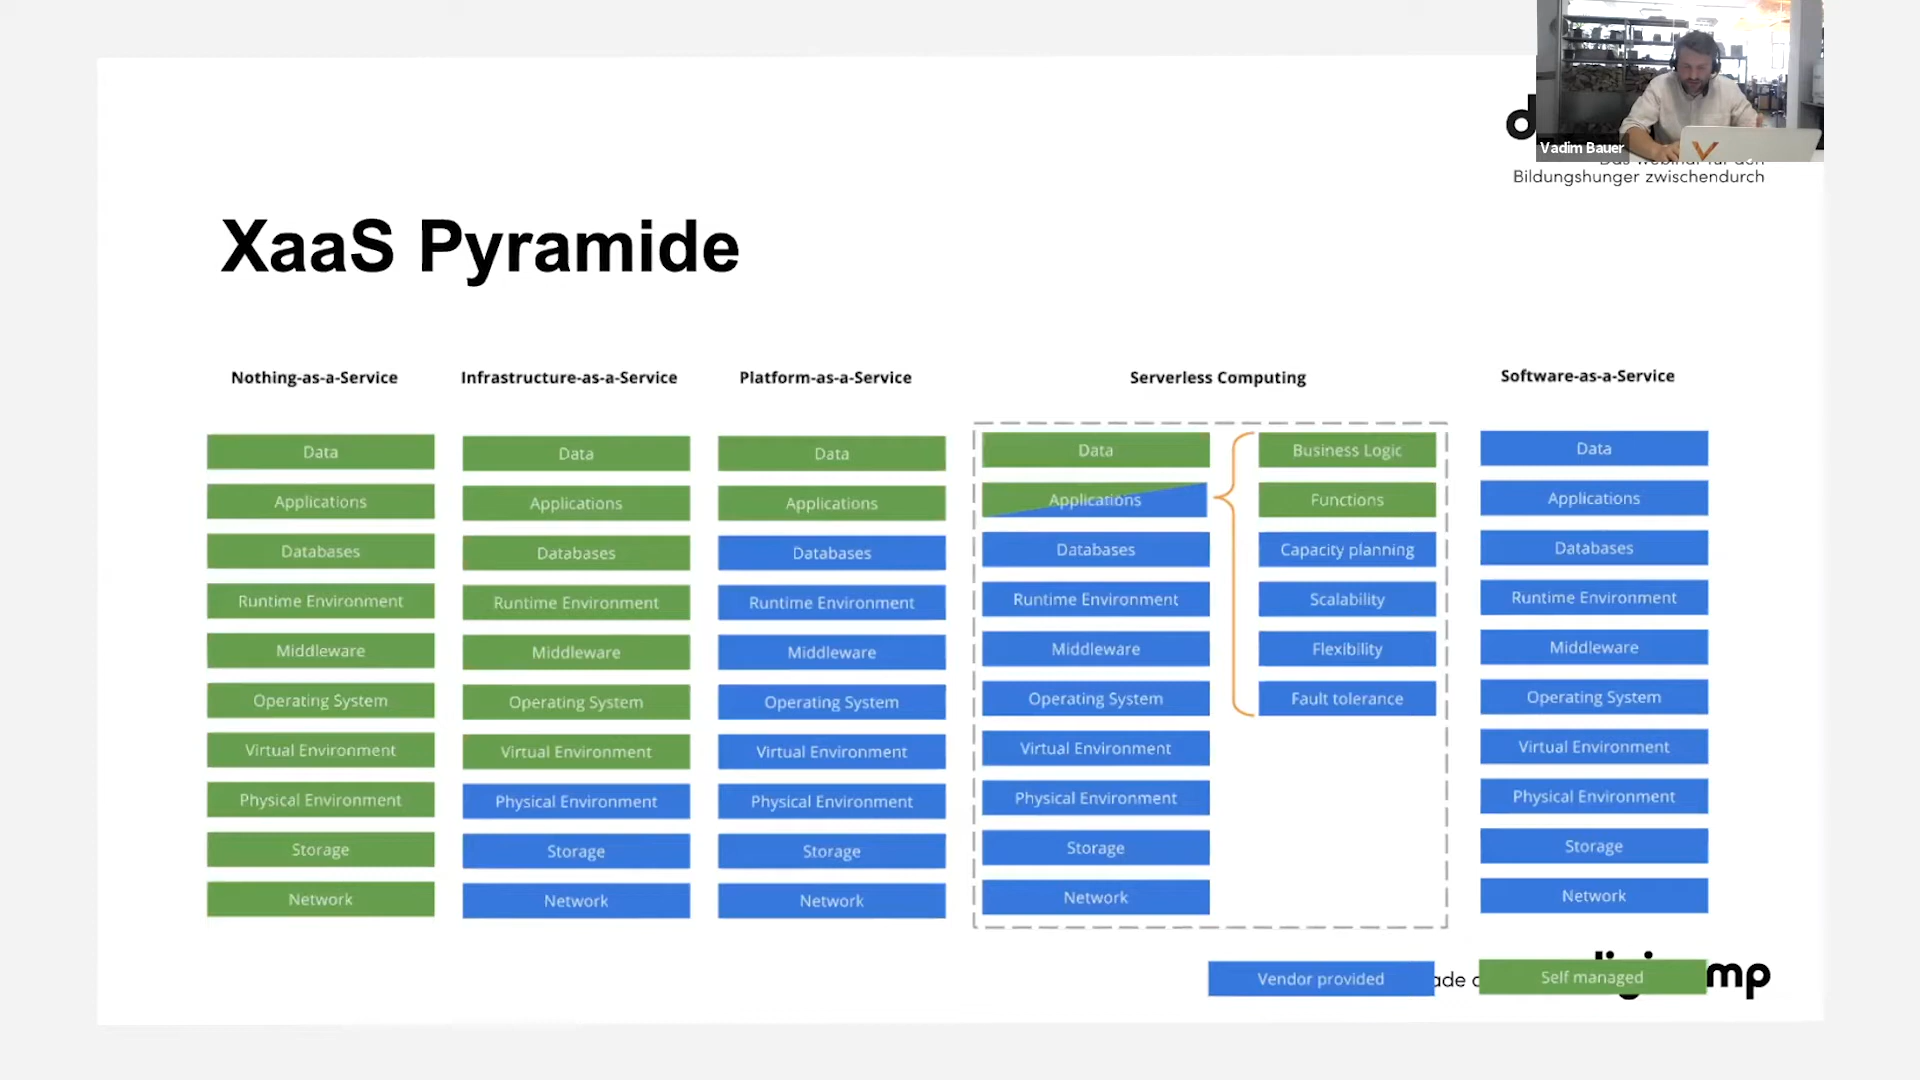 Vadim Bauer
Bildungshunger zwischendurch
XaaS Pyramide
Nothing-as-a-Service
Data
Applications
Databases
Runtime Environment
Middleware
Operating System
Virtual Environment
Physical Environment
Storage
Network
Infrastructure-as-a-Service
Data
Applications
Databases
Runtime Environment
Middleware
Operating System
Virtual Environment
Physical Environment
Storage
Network
Platform-as-a-Service
Data
Applications
Databases
Runtime Environment
Middleware
Operating System
Virtual Environment
Physical Environment
Storage
Network
Serverless Computing
Data
Applications
Databases
Runtime Environment
Middleware
Operating System
Virtual Environment
Physical Environment
Storage
Network
Business Logic
Functions
Capacity planning
Scalability
Flexibility
Fault tolerance
Software-as-a-Service
Data
Applications
Databases
Runtime Environment
Middleware
Operating System
Virtual Environment
Physical Environment
Storage
Network
Vendor provided
Self managed